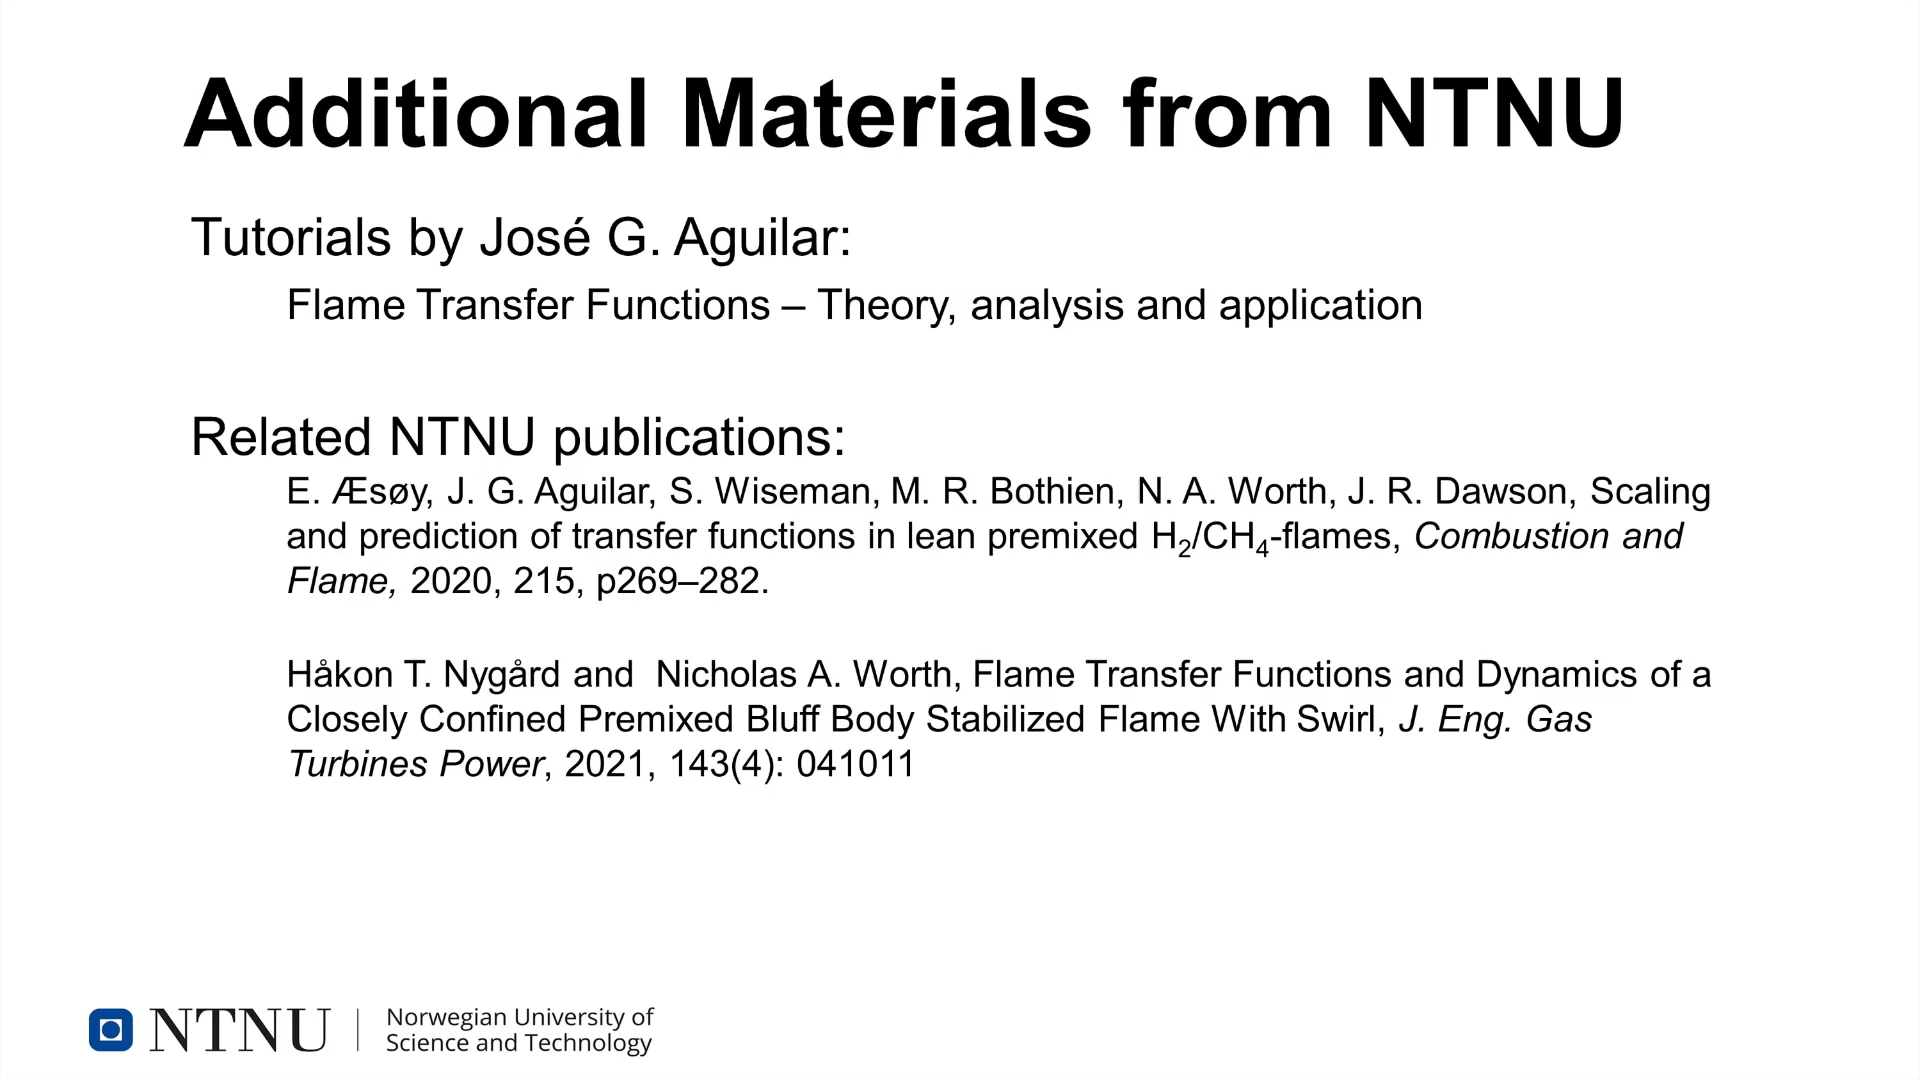 Additional Materials from NTNU
Tutorials by José G. Aguilar:
Flame Transfer Functions – Theory, analysis and application
Related NTNU publications:
E. Æsøy, J. G. Aguilar, S. Wiseman, M. R. Bothien, N. A. Worth, J. R. Dawson, Scaling
and prediction of transfer functions in lean premixed H₂/CH₄-flames, Combustion and
Flame, 2020, 215, p269–282.
Håkon T. Nygård and  Nicholas A. Worth, Flame Transfer Functions and Dynamics of a
Closely Confined Premixed Bluff Body Stabilized Flame With Swirl, J. Eng. Gas
Turbines Power, 2021, 143(4): 041011
NTNU
Norwegian University of
Science and Technology